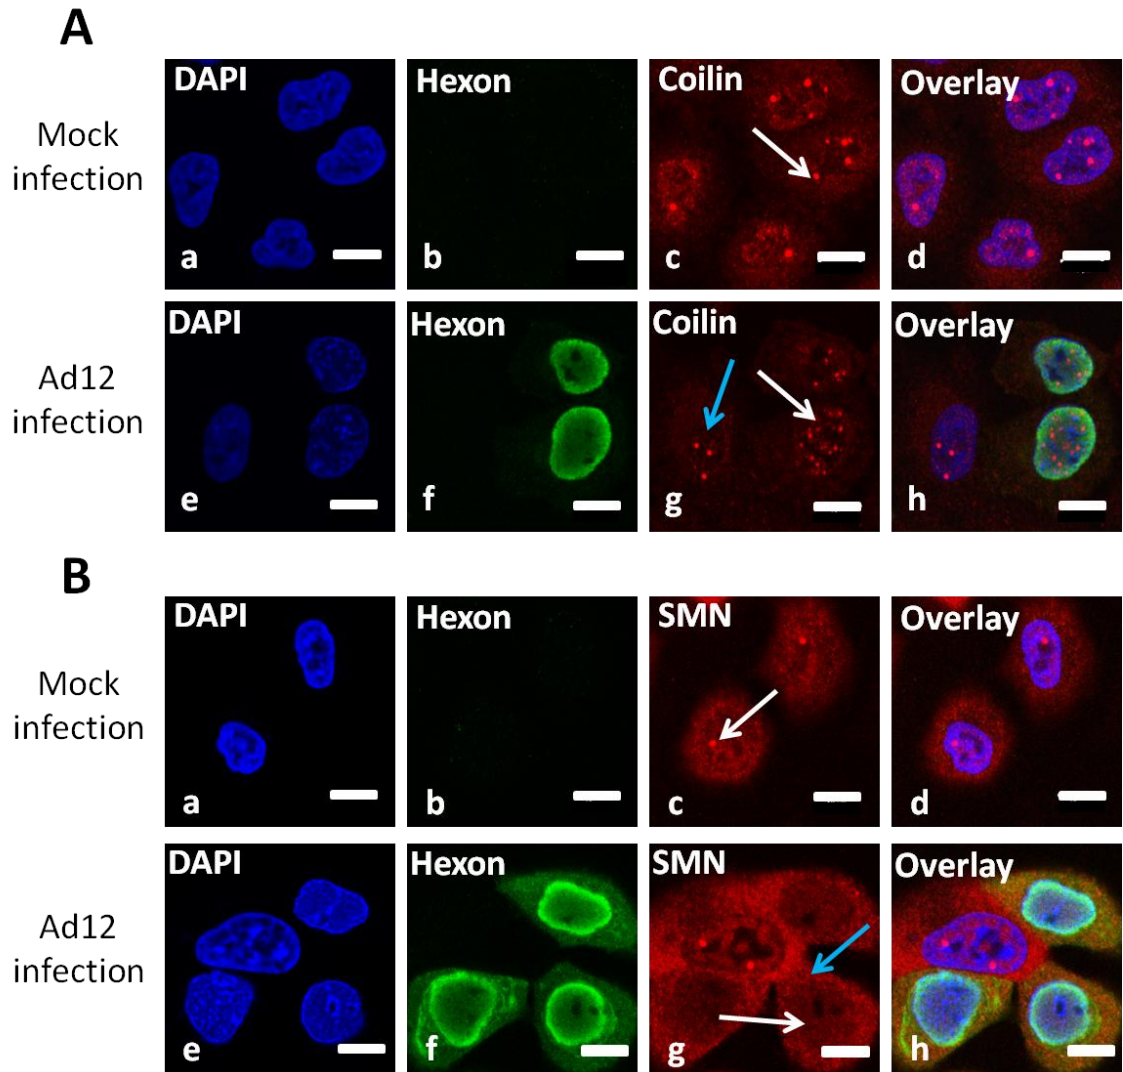 A
Mock
infection
DAPI
a
Hexon
b
Coilin
c
Overlay
d
Ad12
infection
DAPI
e
Hexon
f
Coilin
g
Overlay
h
B
Mock
infection
DAPI
a
Hexon
b
SMN
c
Overlay
d
Ad12
infection
DAPI
e
Hexon
f
SMN
g
Overlay
h